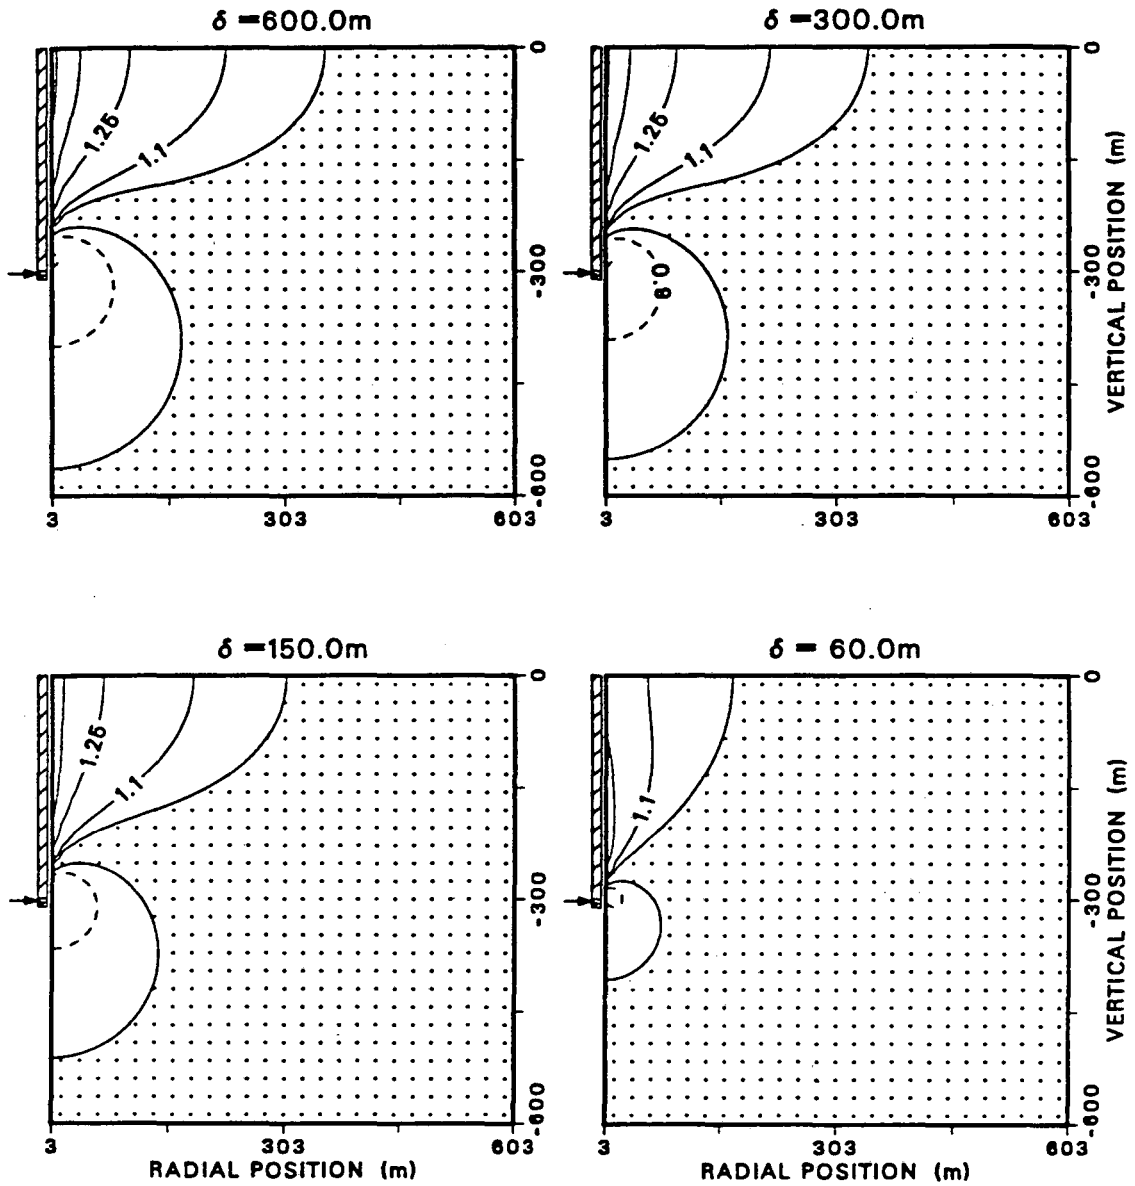 δ =600.0m
δ =300.0m
1.25
1.1
1.25
1.1
0.9
0
-300
-600
0
-300
-600
VERTICAL POSITION (m)
3 303 603
3 303 603
δ =150.0m
δ = 60.0m
1.25
1.1
1.1
0
-300
-600
0
-300
-600
VERTICAL POSITION (m)
3 303 603
3 303 603
RADIAL POSITION (m)
RADIAL POSITION (m)